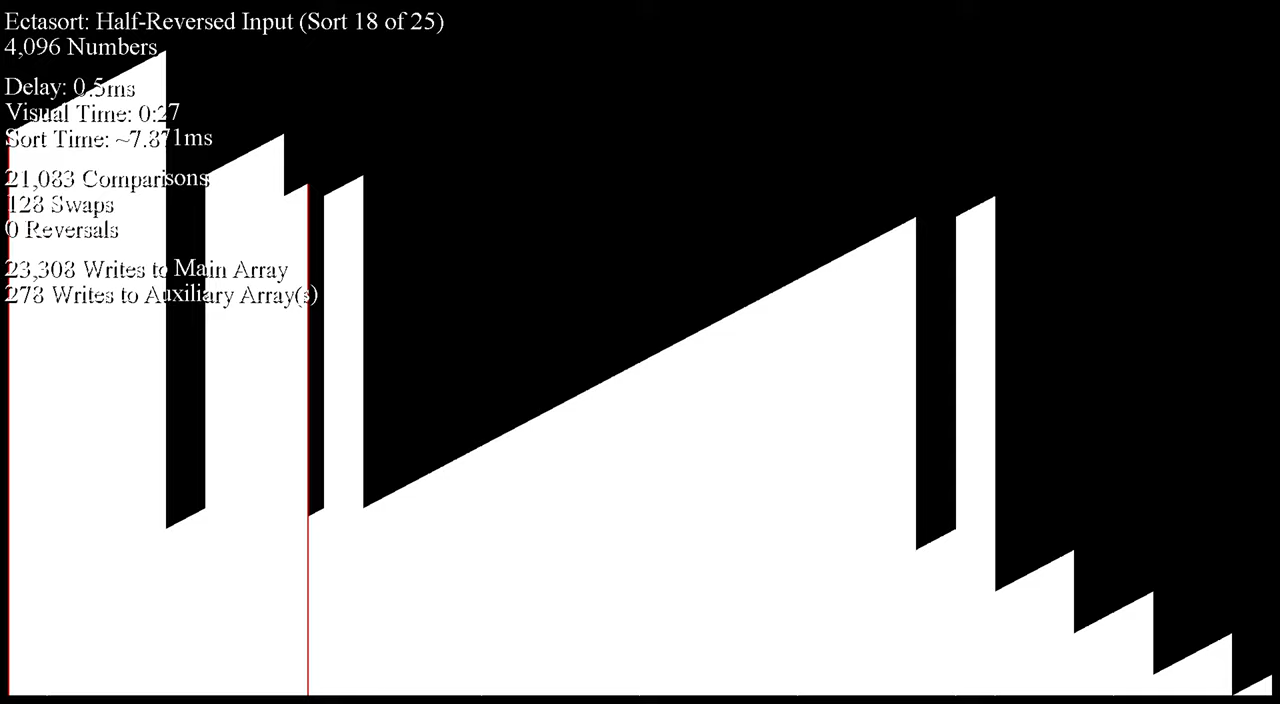 Ectasort: Half-Reversed Input (Sort 18 of 25)
4,096 Numbers
Delay: 0.5ms
Visual Time: 0:27
Sort Time: ~7.871ms
21,083 Comparisons
128 Swaps
0 Reversals
23,308 Writes to Main Array
278 Writes to Auxiliary Array(s)